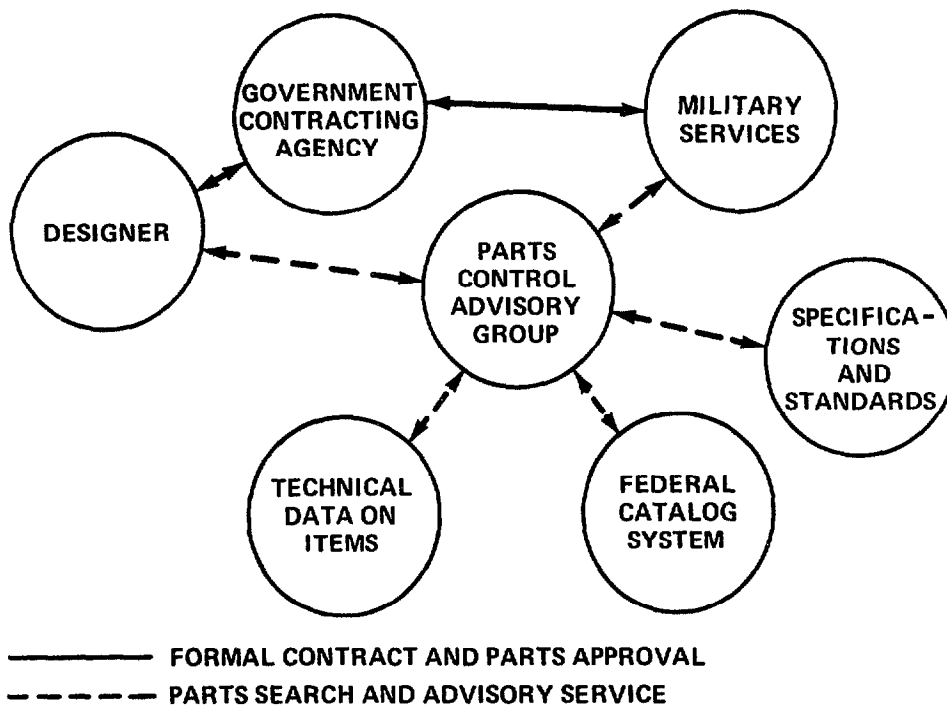 GOVERNMENT
CONTRACTING
AGENCY
MILITARY
SERVICES
DESIGNER
PARTS
CONTROL
ADVISORY
GROUP
SPECIFICA-
TIONS
AND
STANDARDS
TECHNICAL
DATA ON
ITEMS
FEDERAL
CATALOG
SYSTEM
FORMAL CONTRACT AND PARTS APPROVAL
PARTS SEARCH AND ADVISORY SERVICE